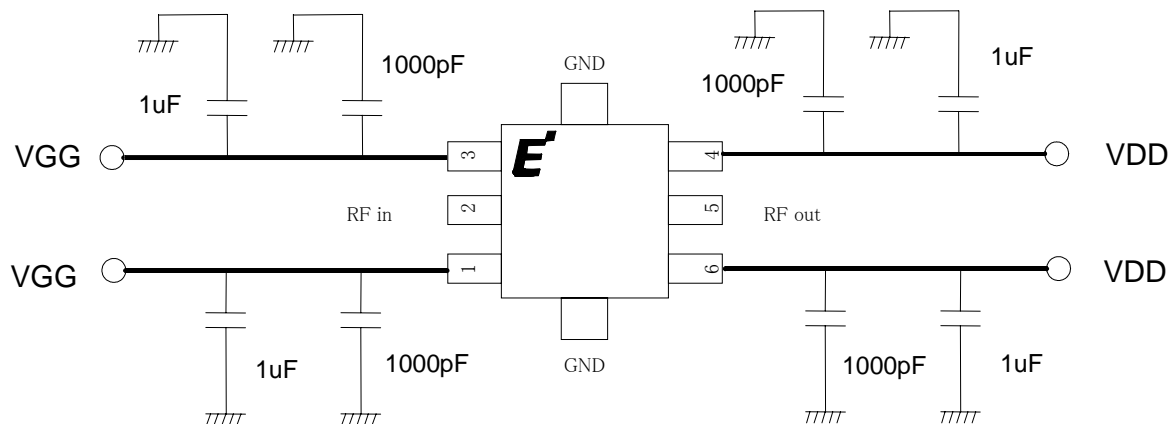 1000pF
GND
1uF
1uF
1000pF
E
VGG
3
4
VDD
RF in
2
5
RF out
VGG
1
6
VDD
1uF
1000pF
GND
1000pF
1uF